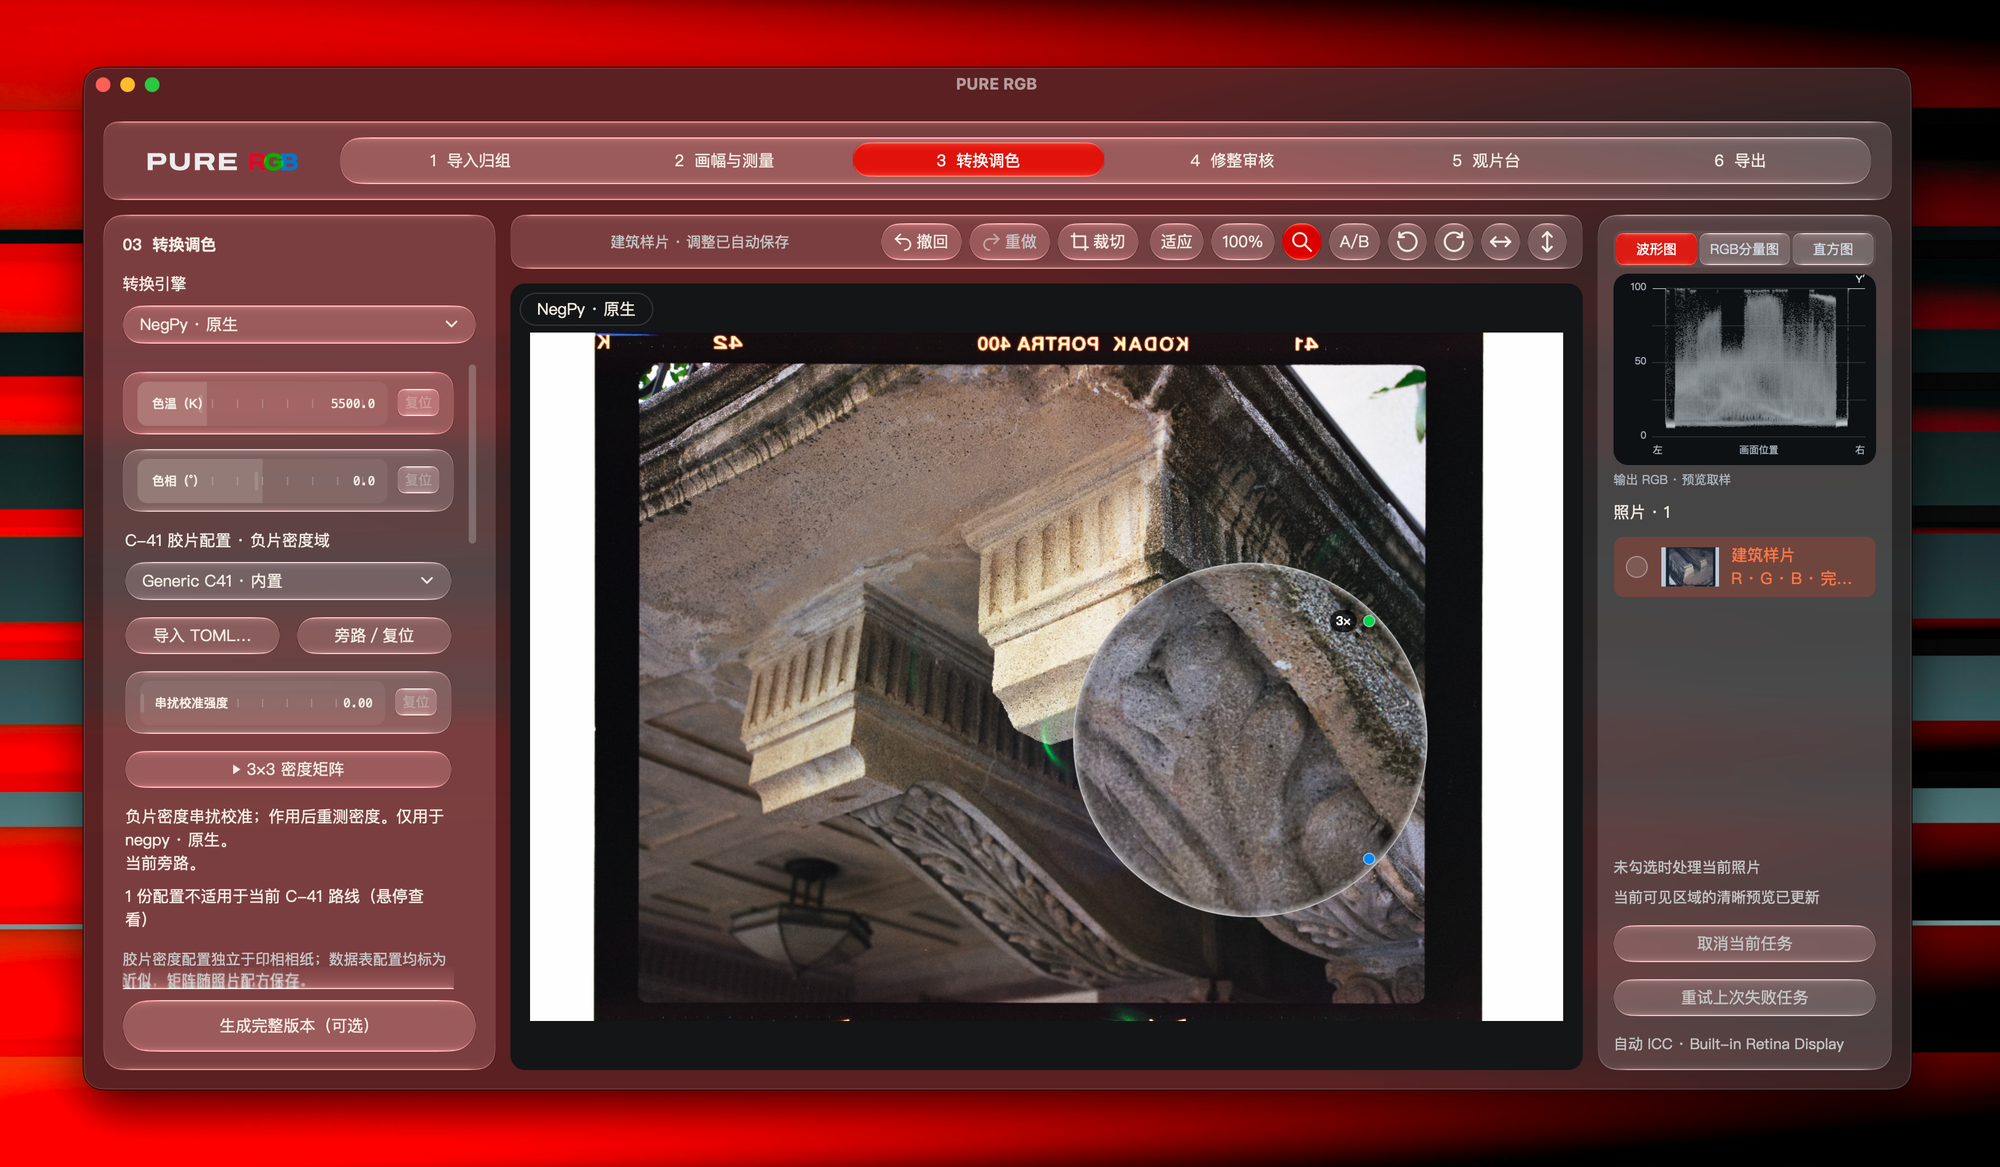 PURE RGB
PURE RGB
1 导入归组
2 画幅与测量
3 转换调色
4 修整审核
5 观片台
6 导出
03 转换调色
转换引擎
NegPy · 原生
色温（K） 5500.0 复位
色相（°） 0.0 复位
C-41 胶片配置 · 负片密度域
Generic C41 · 内置
导入 TOML... 旁路 / 复位
串扰校准强度 0.00 复位
3×3 密度矩阵
负片密度串扰校准；作用后重测密度。仅用于
negpy · 原生。
当前旁路。
1 份配置不适用于当前 C-41 路线（悬停查
看）
胶片密度配置独立于印相相纸；数据表配置均标为
近似，矩阵随照片配方保存。
生成完整版本（可选）
建筑样片 · 调整已自动保存
撤回 重做 裁切 适应 100% A/B
NegPy · 原生
K 42 KODAK PORTRA 400 41
3×
波形图 RGB分量图 直方图
Y'
100
50
0
左 画面位置 右
输出 RGB · 预览取样
照片 · 1
建筑样片
R · G · B · 完...
未勾选时处理当前照片
当前可见区域的清晰预览已更新
取消当前任务
重试上次失败任务
自动 ICC · Built-in Retina Display